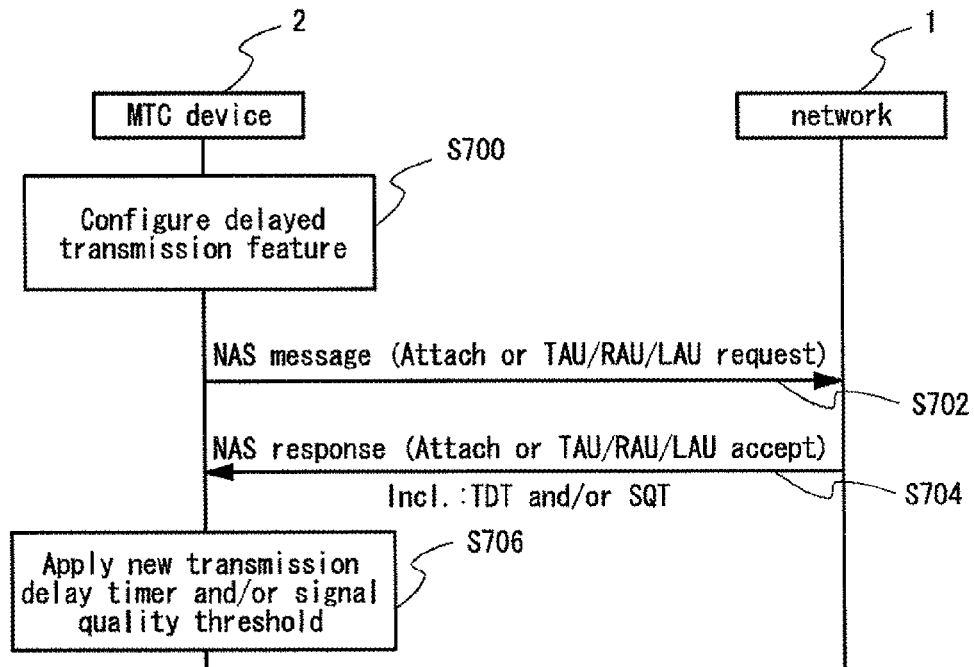 2
1
MTC device
network
S700
Configure delayed
transmission feature
NAS message (Attach or TAU/RAU/LAU request)
S702
NAS response (Attach or TAU/RAU/LAU accept)
Incl.:TDT and/or SQT
S704
S706
Apply new transmission
delay timer and/or signal
quality threshold